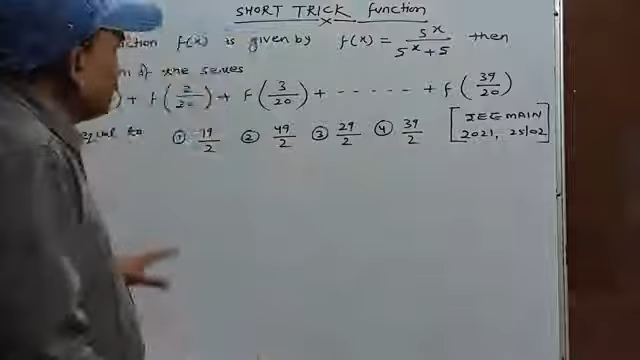 SHORT TRICK function
ction f(x) is given by f(x) = 5^x / 5^x + 5 then
of the series
) + f(2/20) + f(3/20) + - - - - - + f(39/20)
equal to ① 19/2 ② 49/2 ③ 29/2 ④ 39/2 [JEE MAIN
2021, 25/02]